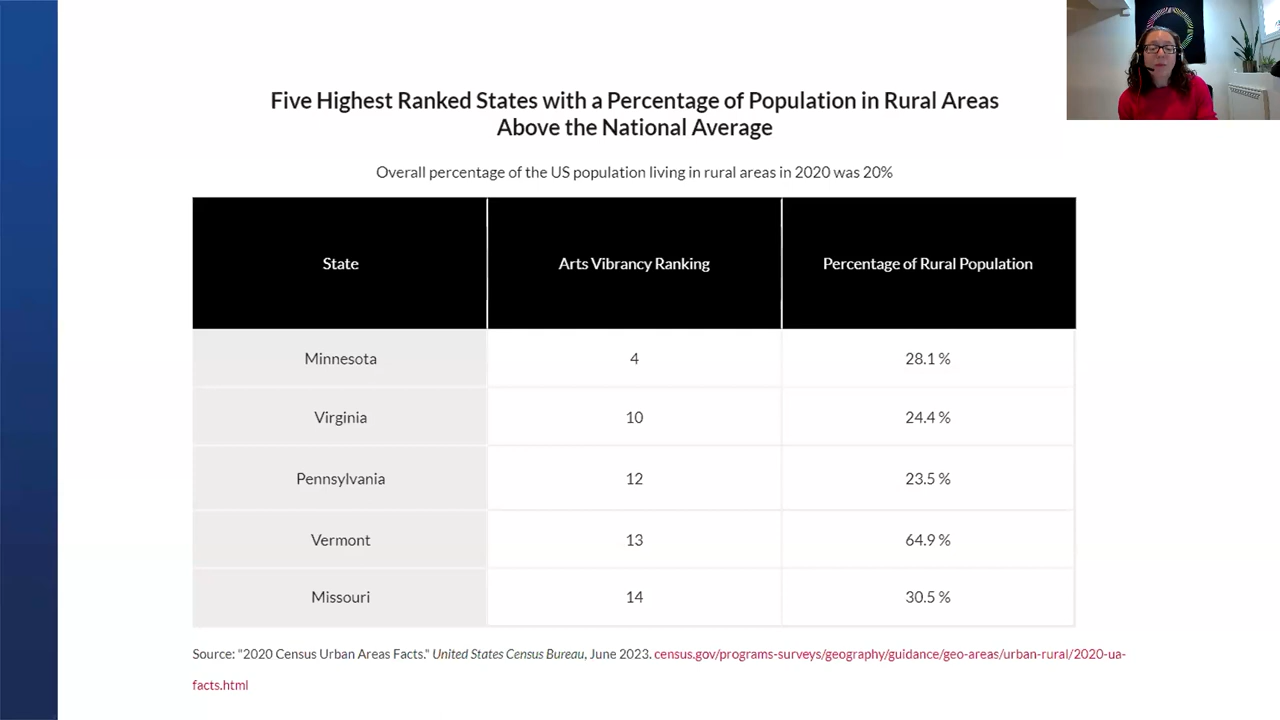 Five Highest Ranked States with a Percentage of Population in Rural Areas
Above the National Average
Overall percentage of the US population living in rural areas in 2020 was 20%
State Arts Vibrancy Ranking Percentage of Rural Population
Minnesota 4 28.1 %
Virginia 10 24.4 %
Pennsylvania 12 23.5 %
Vermont 13 64.9 %
Missouri 14 30.5 %
Source: "2020 Census Urban Areas Facts." United States Census Bureau, June 2023. census.gov/programs-surveys/geography/guidance/geo-areas/urban-rural/2020-ua-
facts.html